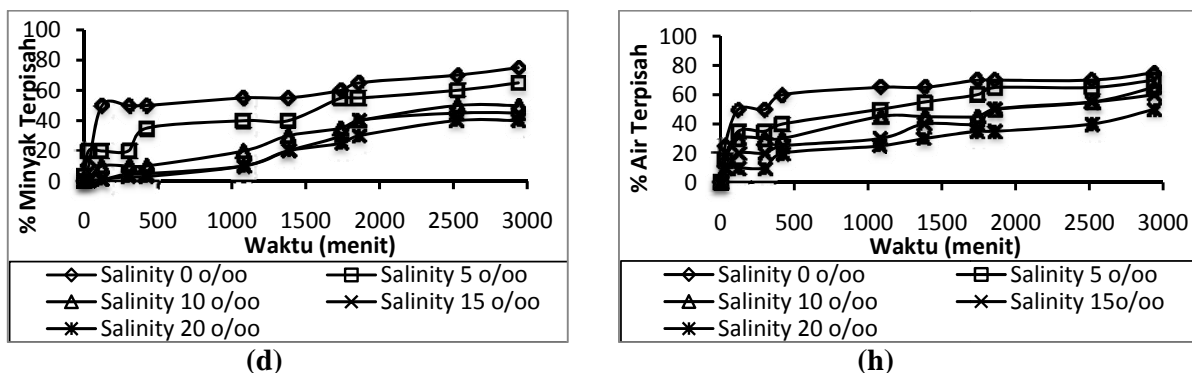 % Minyak Terpisah
100
80
60
40
20
0
0 500 1000 1500 2000 2500 3000
Waktu (menit)
Salinity 0 o/oo Salinity 5 o/oo
Salinity 10 o/oo Salinity 15 o/oo
Salinity 20 o/oo
(d)
% Air Terpisah
100
80
60
40
20
0
0 500 1000 1500 2000 2500 3000
Waktu (menit)
Salinity 0 o/oo Salinity 5 o/oo
Salinity 10 o/oo Salinity 15o/oo
Salinity 20 o/oo
(h)